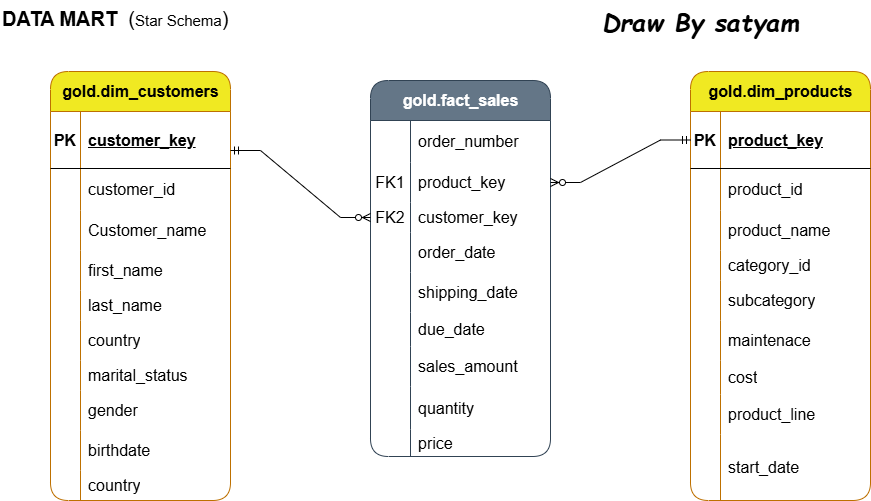 DATA MART (Star Schema)
Draw By satyam
gold.dim_customers
PK customer_key
customer_id
Customer_name
first_name
last_name
country
marital_status
gender
birthdate
country
gold.fact_sales
order_number
FK1 product_key
FK2 customer_key
order_date
shipping_date
due_date
sales_amount
quantity
price
gold.dim_products
PK product_key
product_id
product_name
category_id
subcategory
maintenace
cost
product_line
start_date